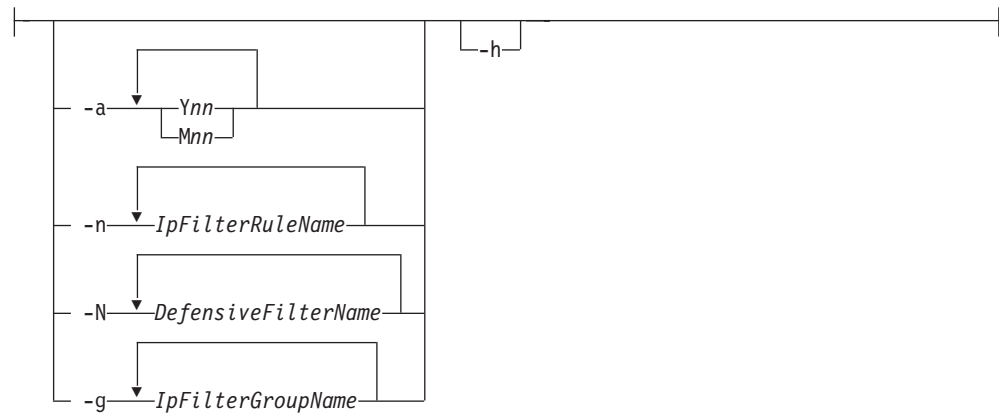 -h
-a Ynn
Mnn
-n IpFilterRuleName
-N DefensiveFilterName
-g IpFilterGroupName